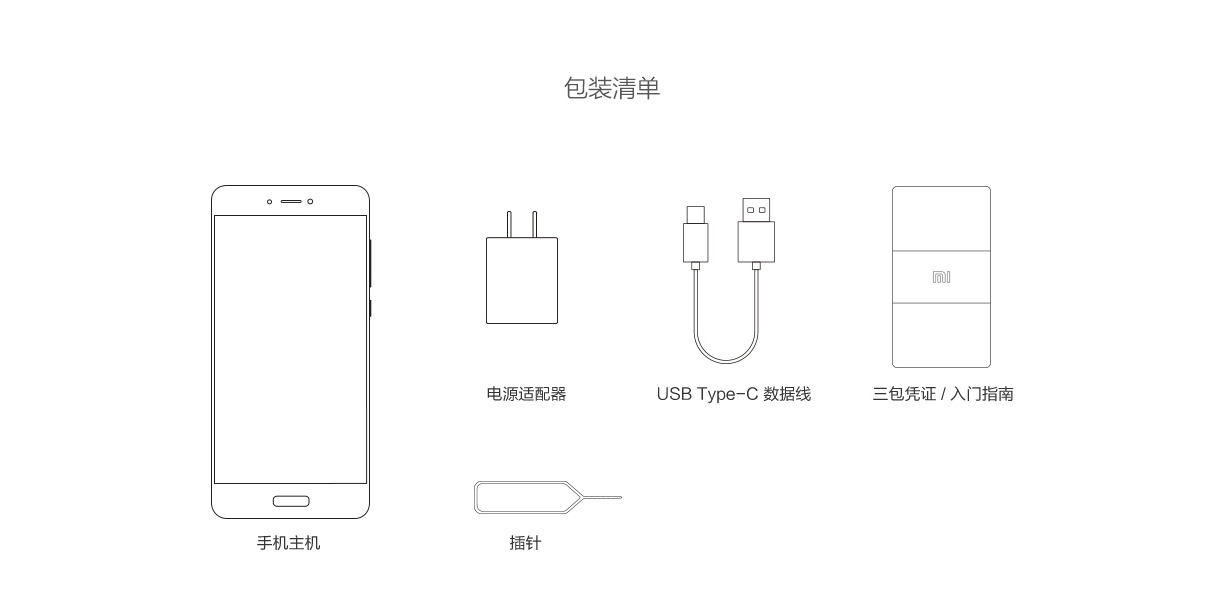 包装清单
mi
电源适配器
USB Type-C 数据线
三包凭证 / 入门指南
手机主机
插针